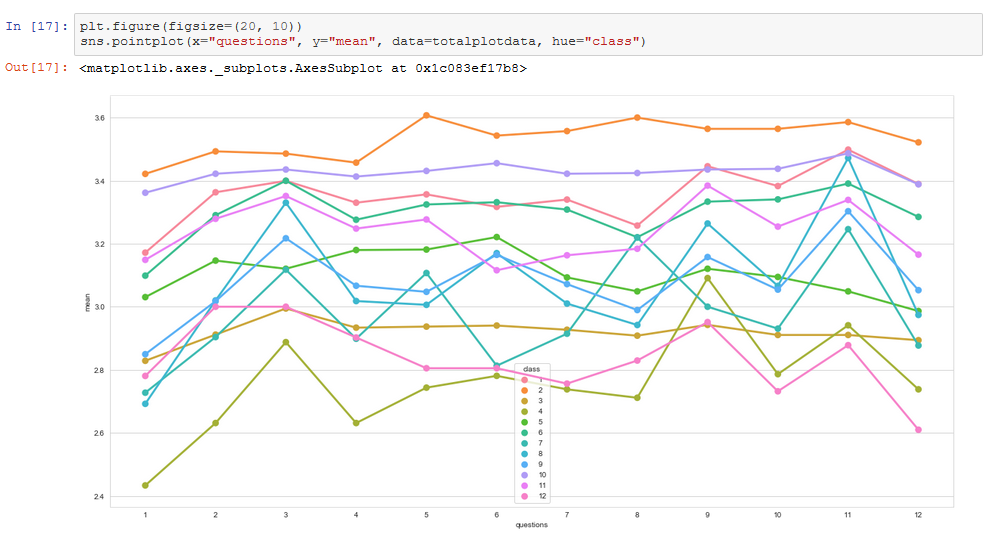 In [17]: plt.figure(figsize=(20, 10))
sns.pointplot(x="questions", y="mean", data=totalplotdata, hue="class")
Out[17]: <matplotlib.axes._subplots.AxesSubplot at 0x1c083ef17b8>
3.6
3.4
3.2
3.0
2.8
2.6
2.4
mean
class
1
2
3
4
5
6
7
8
9
10
11
12
1 2 3 4 5 6 7 8 9 10 11 12
questions